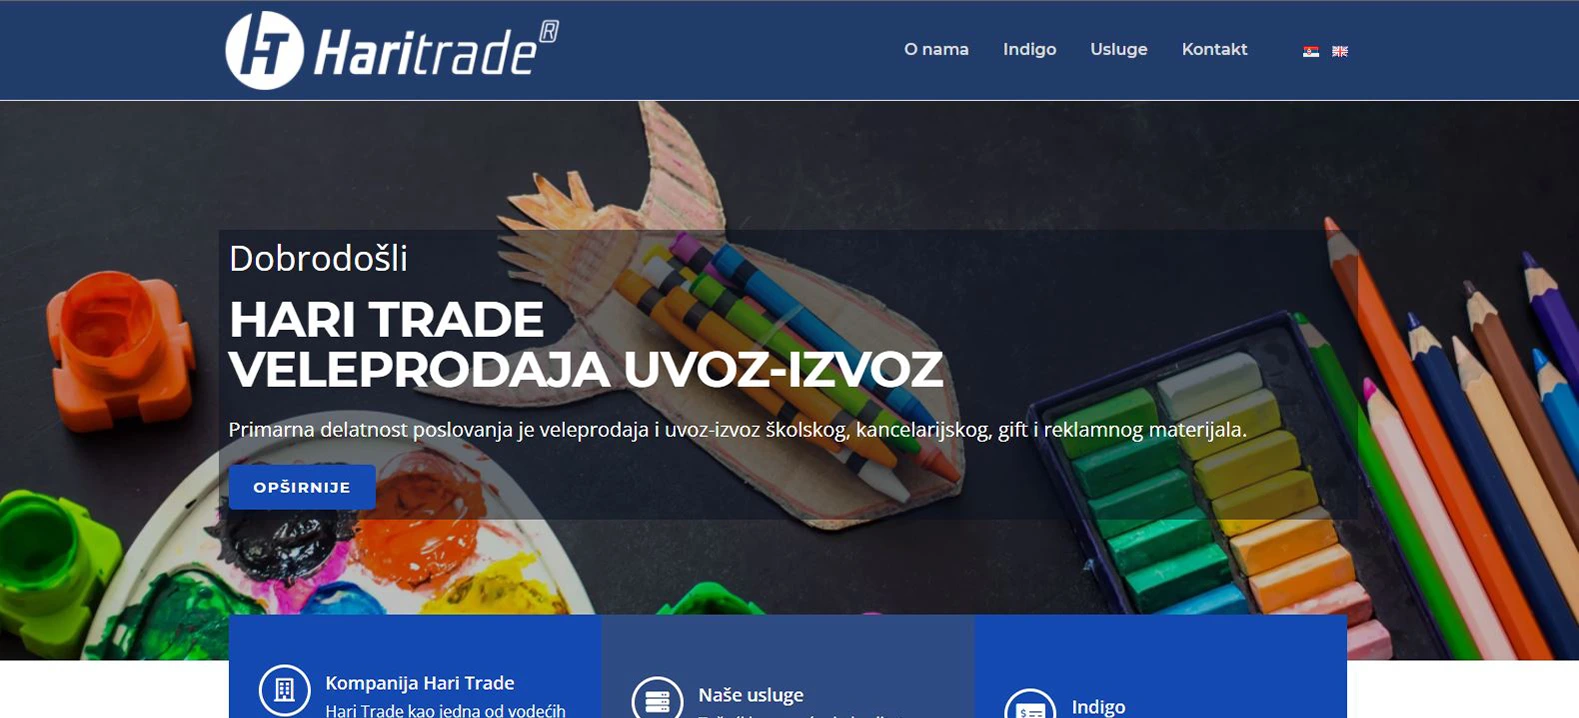 HT Haritrade®
O nama Indigo Usluge Kontakt
Dobrodošli
HARI TRADE
VELEPRODAJA UVOZ-IZVOZ
Primarna delatnost poslovanja je veleprodaja i uvoz-izvoz školskog, kancelarijskog, gift i reklamnog materijala.
OPŠIRNIJE
Kompanija Hari Trade
Hari Trade kao jedna od vodećih
Naše usluge
Indigo